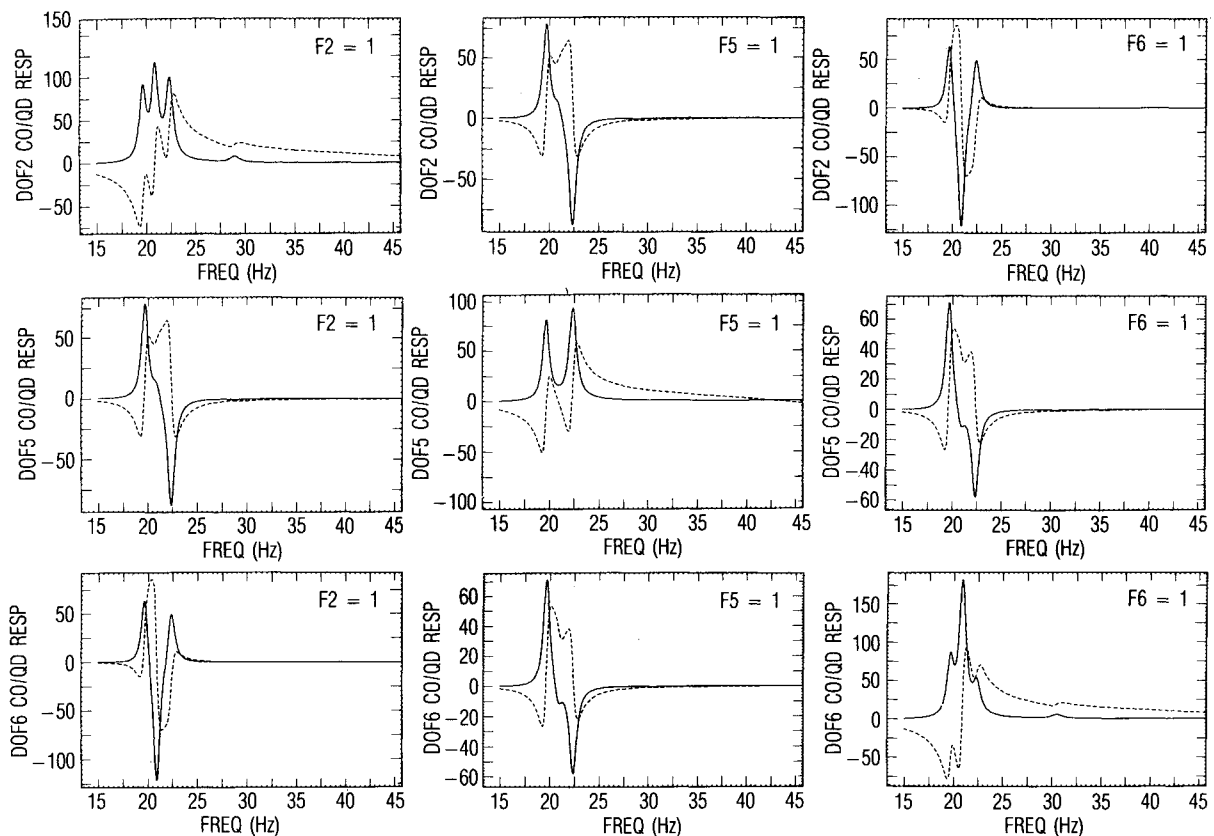 150
100
50
0
−50
DOF2 CO/QD RESP
F2 = 1
15 20 25 30 35 40 45
FREQ (Hz)
50
0
−50
DOF2 CO/QD RESP
F5 = 1
15 20 25 30 35 40 45
FREQ (Hz)
50
0
−50
−100
DOF2 CO/QD RESP
F6 = 1
15 20 25 30 35 40 45
FREQ (Hz)
50
0
−50
DOF5 CO/QD RESP
F2 = 1
15 20 25 30 35 40 45
FREQ (Hz)
100
50
0
−50
−100
DOF5 CO/QD RESP
F5 = 1
15 20 25 30 35 40 45
FREQ (Hz)
60
40
20
0
−20
−40
−60
DOF5 CO/QD RESP
F6 = 1
15 20 25 30 35 40 45
FREQ (Hz)
50
0
−50
−100
DOF6 CO/QD RESP
F2 = 1
15 20 25 30 35 40 45
FREQ (Hz)
60
40
20
0
−20
−40
−60
DOF6 CO/QD RESP
F5 = 1
15 20 25 30 35 40 45
FREQ (Hz)
150
100
50
0
−50
DOF6 CO/QD RESP
F6 = 1
15 20 25 30 35 40 45
FREQ (Hz)